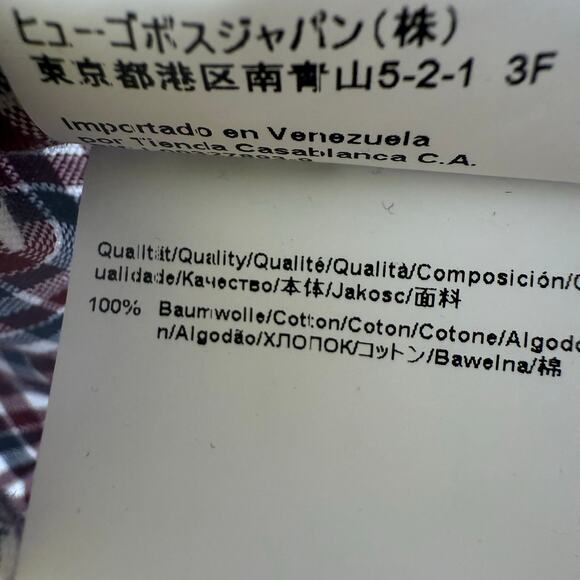 ヒューゴボスジャパン(株)
東京都港区南青山5-2-1 3F
Importado en Venezuela
por Tienda Casablanca C.A.
Qualität/Quality/Qualité/Qualità/Composición/
ualidade/Качество/本体/Jakosc/面料
100% Baumwolle/Cotton/Coton/Cotone/Algodo
n/Algodão/ХЛОПОК/コットン/Bawelna/棉